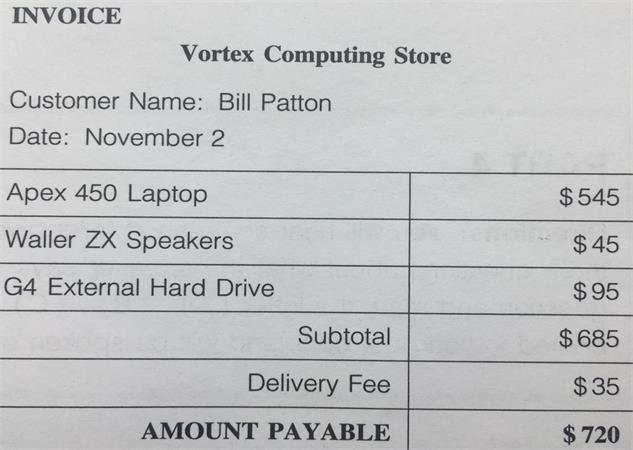 INVOICE
Vortex Computing Store
Customer Name: Bill Patton
Date: November 2
Apex 450 Laptop $545
Waller ZX Speakers $45
G4 External Hard Drive $95
Subtotal $685
Delivery Fee $35
AMOUNT PAYABLE $720